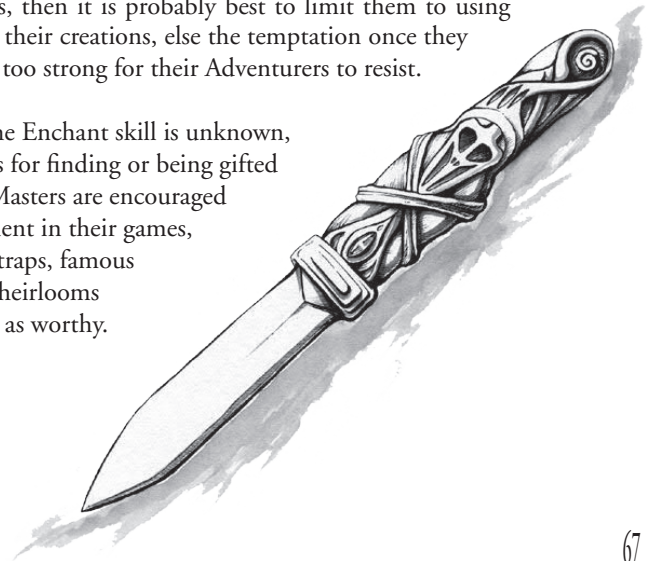 s, then it is probably best to limit them to using
their creations, else the temptation once they
too strong for their Adventurers to resist.
ne Enchant skill is unknown,
s for finding or being gifted
Masters are encouraged
ent in their games,
traps, famous
heirlooms
as worthy.
67